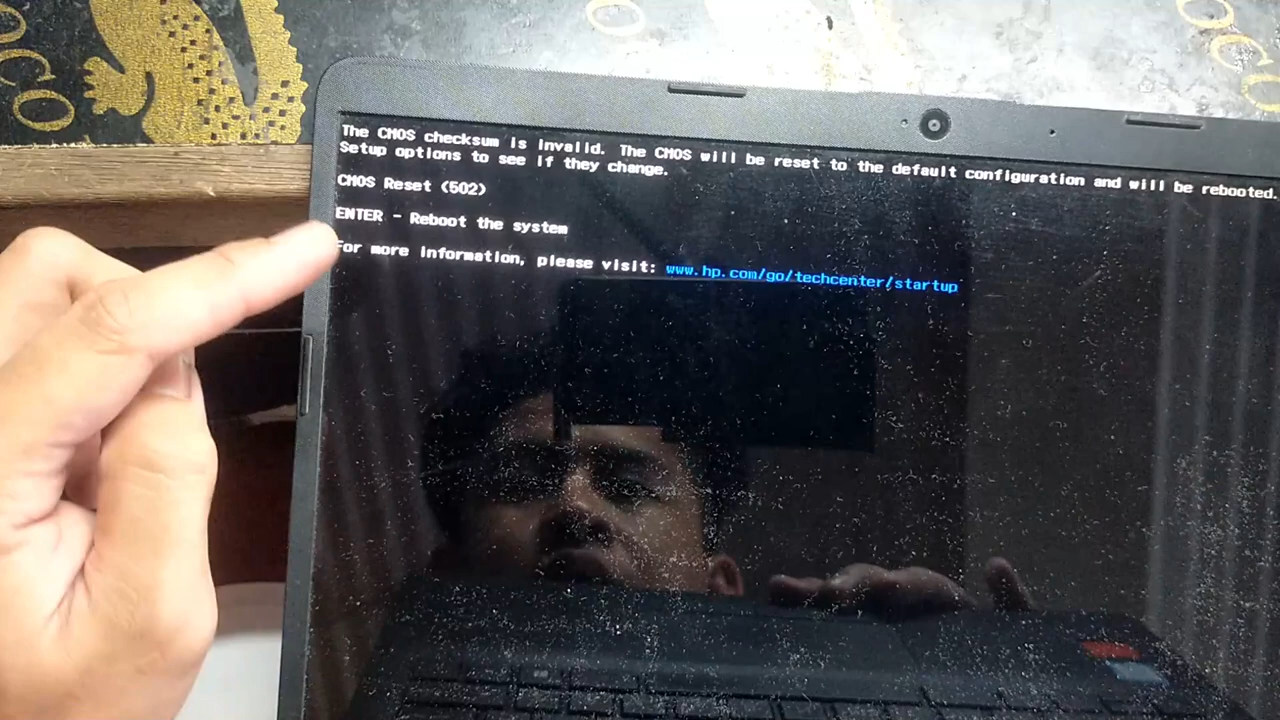 OCO
O
CO
The CMOS checksum is invalid. The CMOS will be reset to the default configuration and will be rebooted.
Setup options to see if they change.
CMOS Reset (502)
ENTER - Reboot the system
For more information, please visit: www.hp.com/go/techcenter/startup